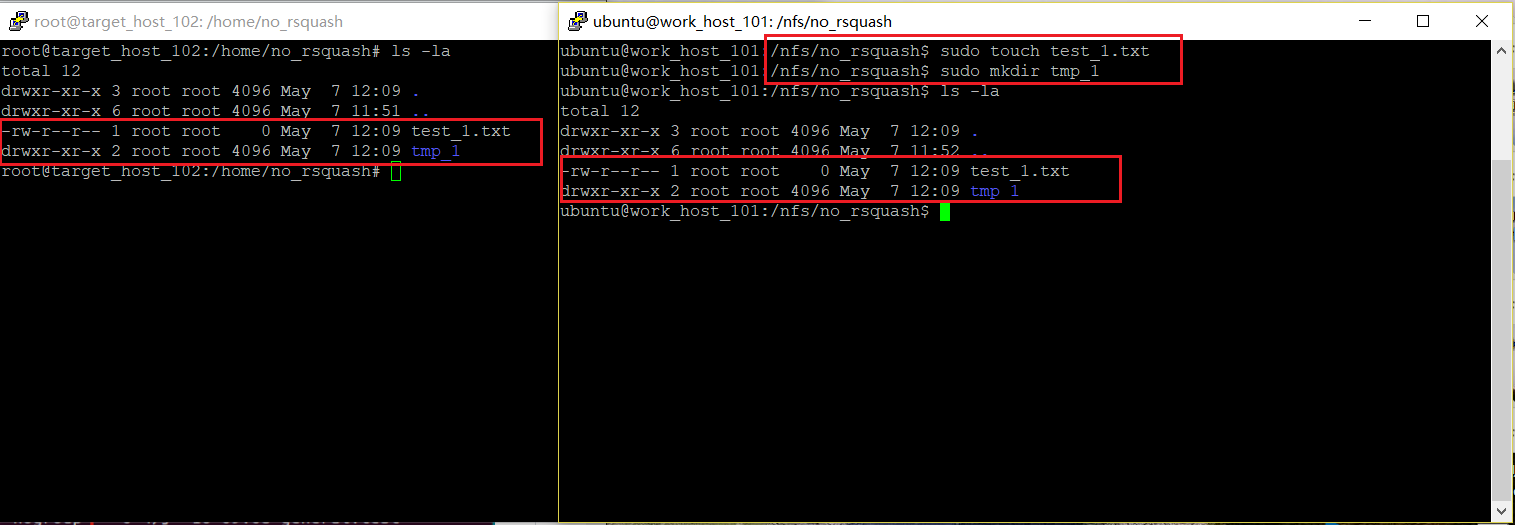 root@target_host_102: /home/no_rsquash
root@target_host_102:/home/no_rsquash# ls -la
total 12
drwxr-xr-x 3 root root 4096 May  7 12:09 .
drwxr-xr-x 6 root root 4096 May  7 11:51 ..
-rw-r--r-- 1 root root    0 May  7 12:09 test_1.txt
drwxr-xr-x 2 root root 4096 May  7 12:09 tmp_1
root@target_host_102:/home/no_rsquash#
ubuntu@work_host_101: /nfs/no_rsquash
ubuntu@work_host_101:/nfs/no_rsquash$ sudo touch test_1.txt
ubuntu@work_host_101:/nfs/no_rsquash$ sudo mkdir tmp_1
ubuntu@work_host_101:/nfs/no_rsquash$ ls -la
total 12
drwxr-xr-x 3 root root 4096 May  7 12:09 .
drwxr-xr-x 6 root root 4096 May  7 11:52 ..
-rw-r--r-- 1 root root    0 May  7 12:09 test_1.txt
drwxr-xr-x 2 root root 4096 May  7 12:09 tmp_1
ubuntu@work_host_101:/nfs/no_rsquash$